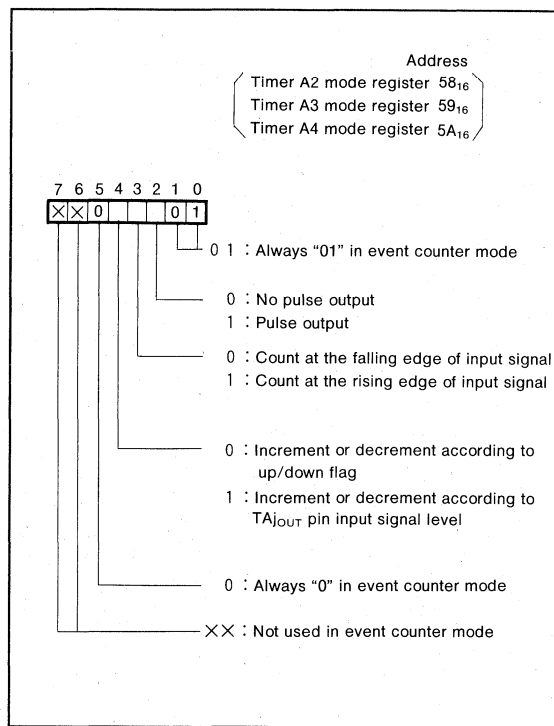 Address
Timer A2 mode register 58₁₆
Timer A3 mode register 59₁₆
Timer A4 mode register 5A₁₆
7 6 5 4 3 2 1 0
× × 0 0 1
0 1 : Always “01” in event counter mode
0 : No pulse output
1 : Pulse output
0 : Count at the falling edge of input signal
1 : Count at the rising edge of input signal
0 : Increment or decrement according to
up/down flag
1 : Increment or decrement according to
TAjOUT pin input signal level
0 : Always “0” in event counter mode
×× : Not used in event counter mode